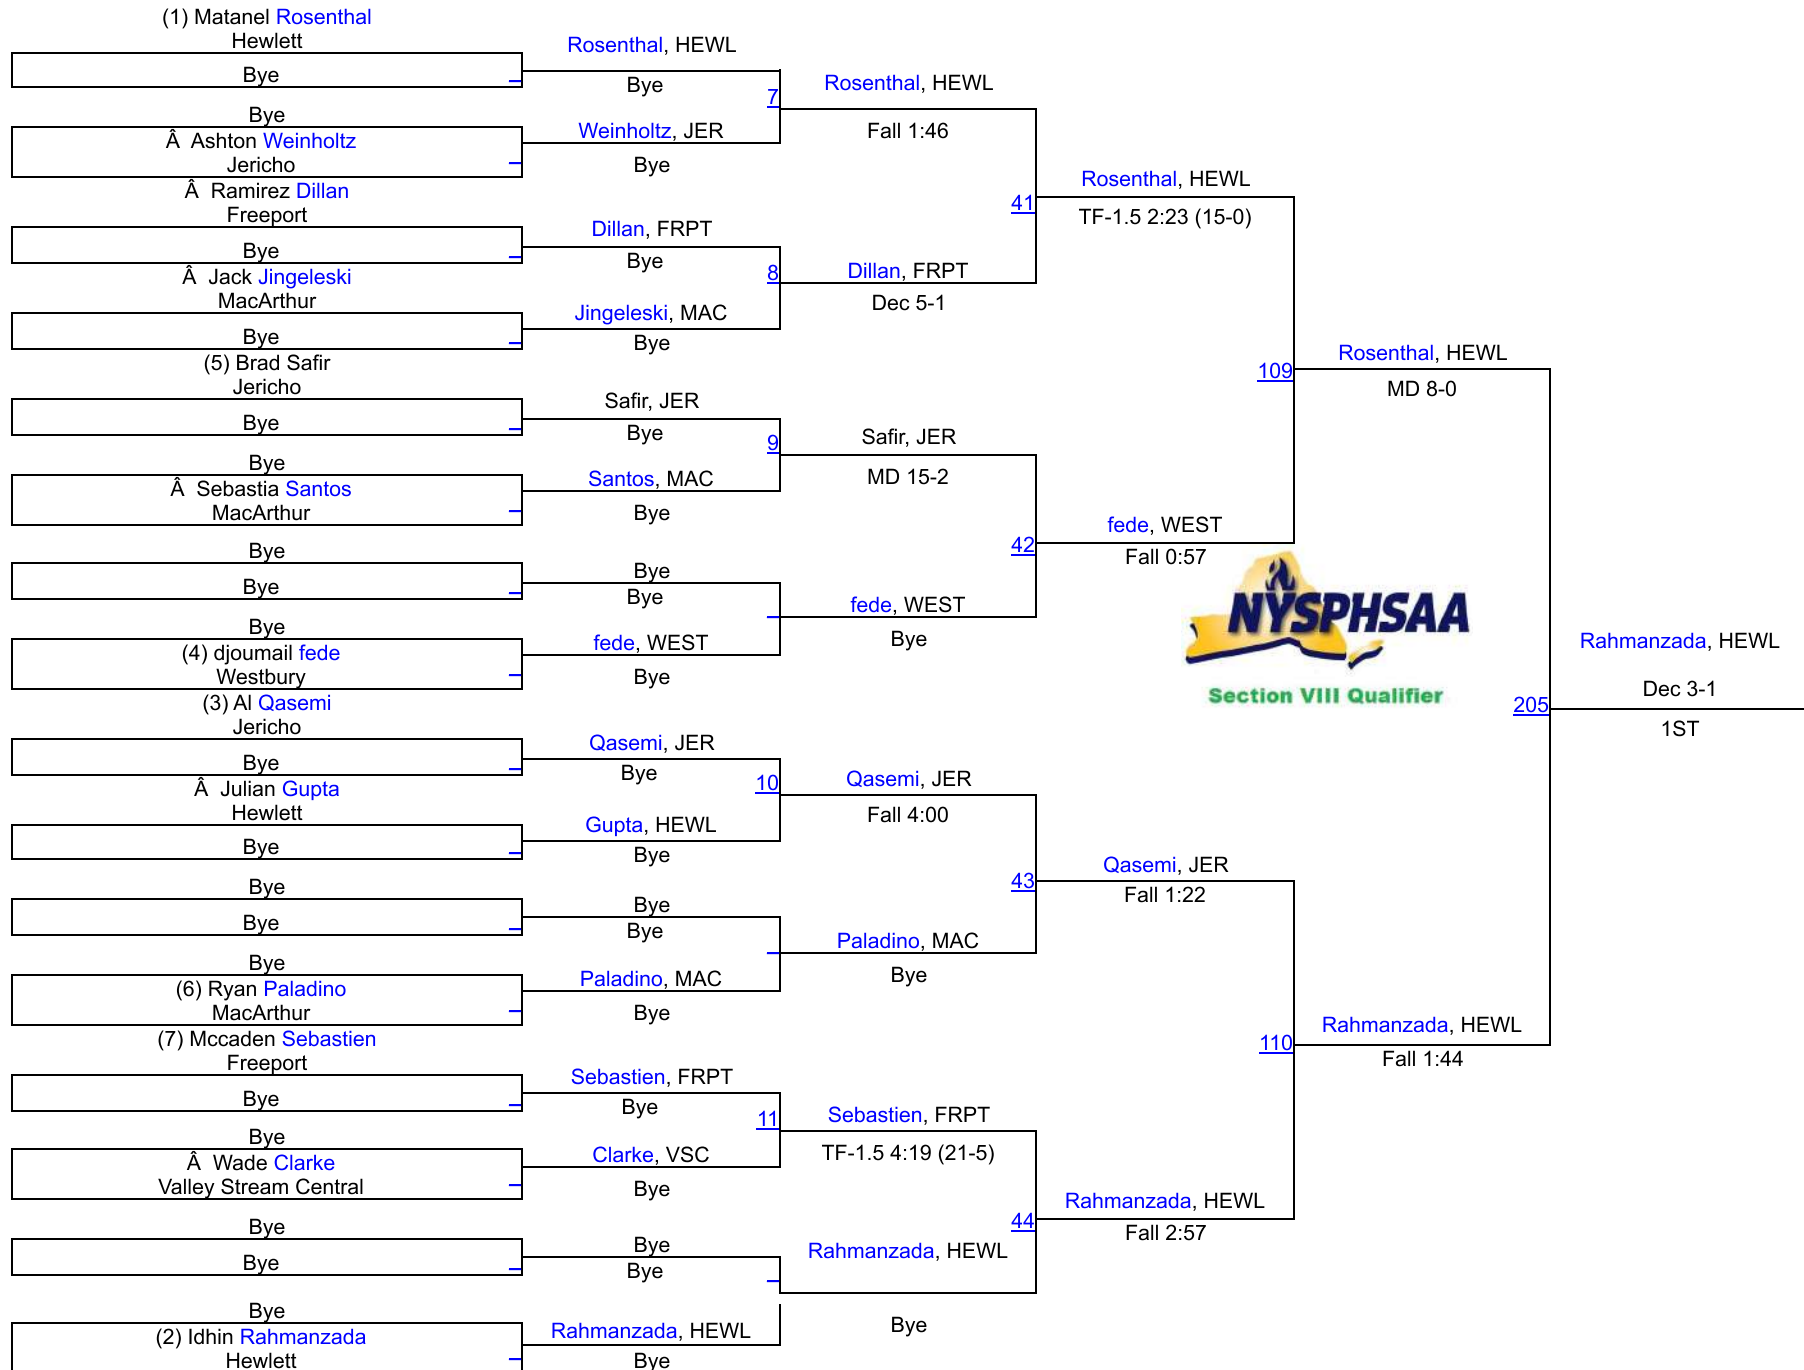 (1) Matanel Rosenthal
Hewlett
Bye
Bye
Â Ashton Weinholtz
Jericho
Â Ramirez Dillan
Freeport
Bye
Â Jack Jingeleski
MacArthur
Bye
(5) Brad Safir
Jericho
Bye
Bye
Â Sebastia Santos
MacArthur
Bye
Bye
Bye
(4) djoumail fede
Westbury
(3) Al Qasemi
Jericho
Bye
Â Julian Gupta
Hewlett
Bye
Bye
Bye
Bye
(6) Ryan Paladino
MacArthur
(7) Mccaden Sebastien
Freeport
Bye
Bye
Â Wade Clarke
Valley Stream Central
Bye
Bye
Bye
(2) Idhin Rahmanzada
Hewlett
Rosenthal, HEWL
Bye
7
Weinholtz, JER
Bye
Dillan, FRPT
Bye
8
Jingeleski, MAC
Bye
Safir, JER
Bye
9
Santos, MAC
Bye
Bye
Bye
fede, WEST
Bye
Qasemi, JER
Bye
10
Gupta, HEWL
Bye
Bye
Bye
Paladino, MAC
Bye
Sebastien, FRPT
Bye
11
Clarke, VSC
Bye
Bye
Bye
Rahmanzada, HEWL
Bye
Rosenthal, HEWL
Fall 1:46
41
Dillan, FRPT
Dec 5-1
Safir, JER
MD 15-2
42
fede, WEST
Bye
Qasemi, JER
Fall 4:00
43
Paladino, MAC
Bye
Sebastien, FRPT
TF-1.5 4:19 (21-5)
44
Rahmanzada, HEWL
Bye
Rosenthal, HEWL
TF-1.5 2:23 (15-0)
109
fede, WEST
Fall 0:57
Qasemi, JER
Fall 1:22
110
Rahmanzada, HEWL
Fall 2:57
Rosenthal, HEWL
MD 8-0
NYSPHSAA
Section VIII Qualifier
205
Rahmanzada, HEWL
Fall 1:44
Rahmanzada, HEWL
Dec 3-1
1ST